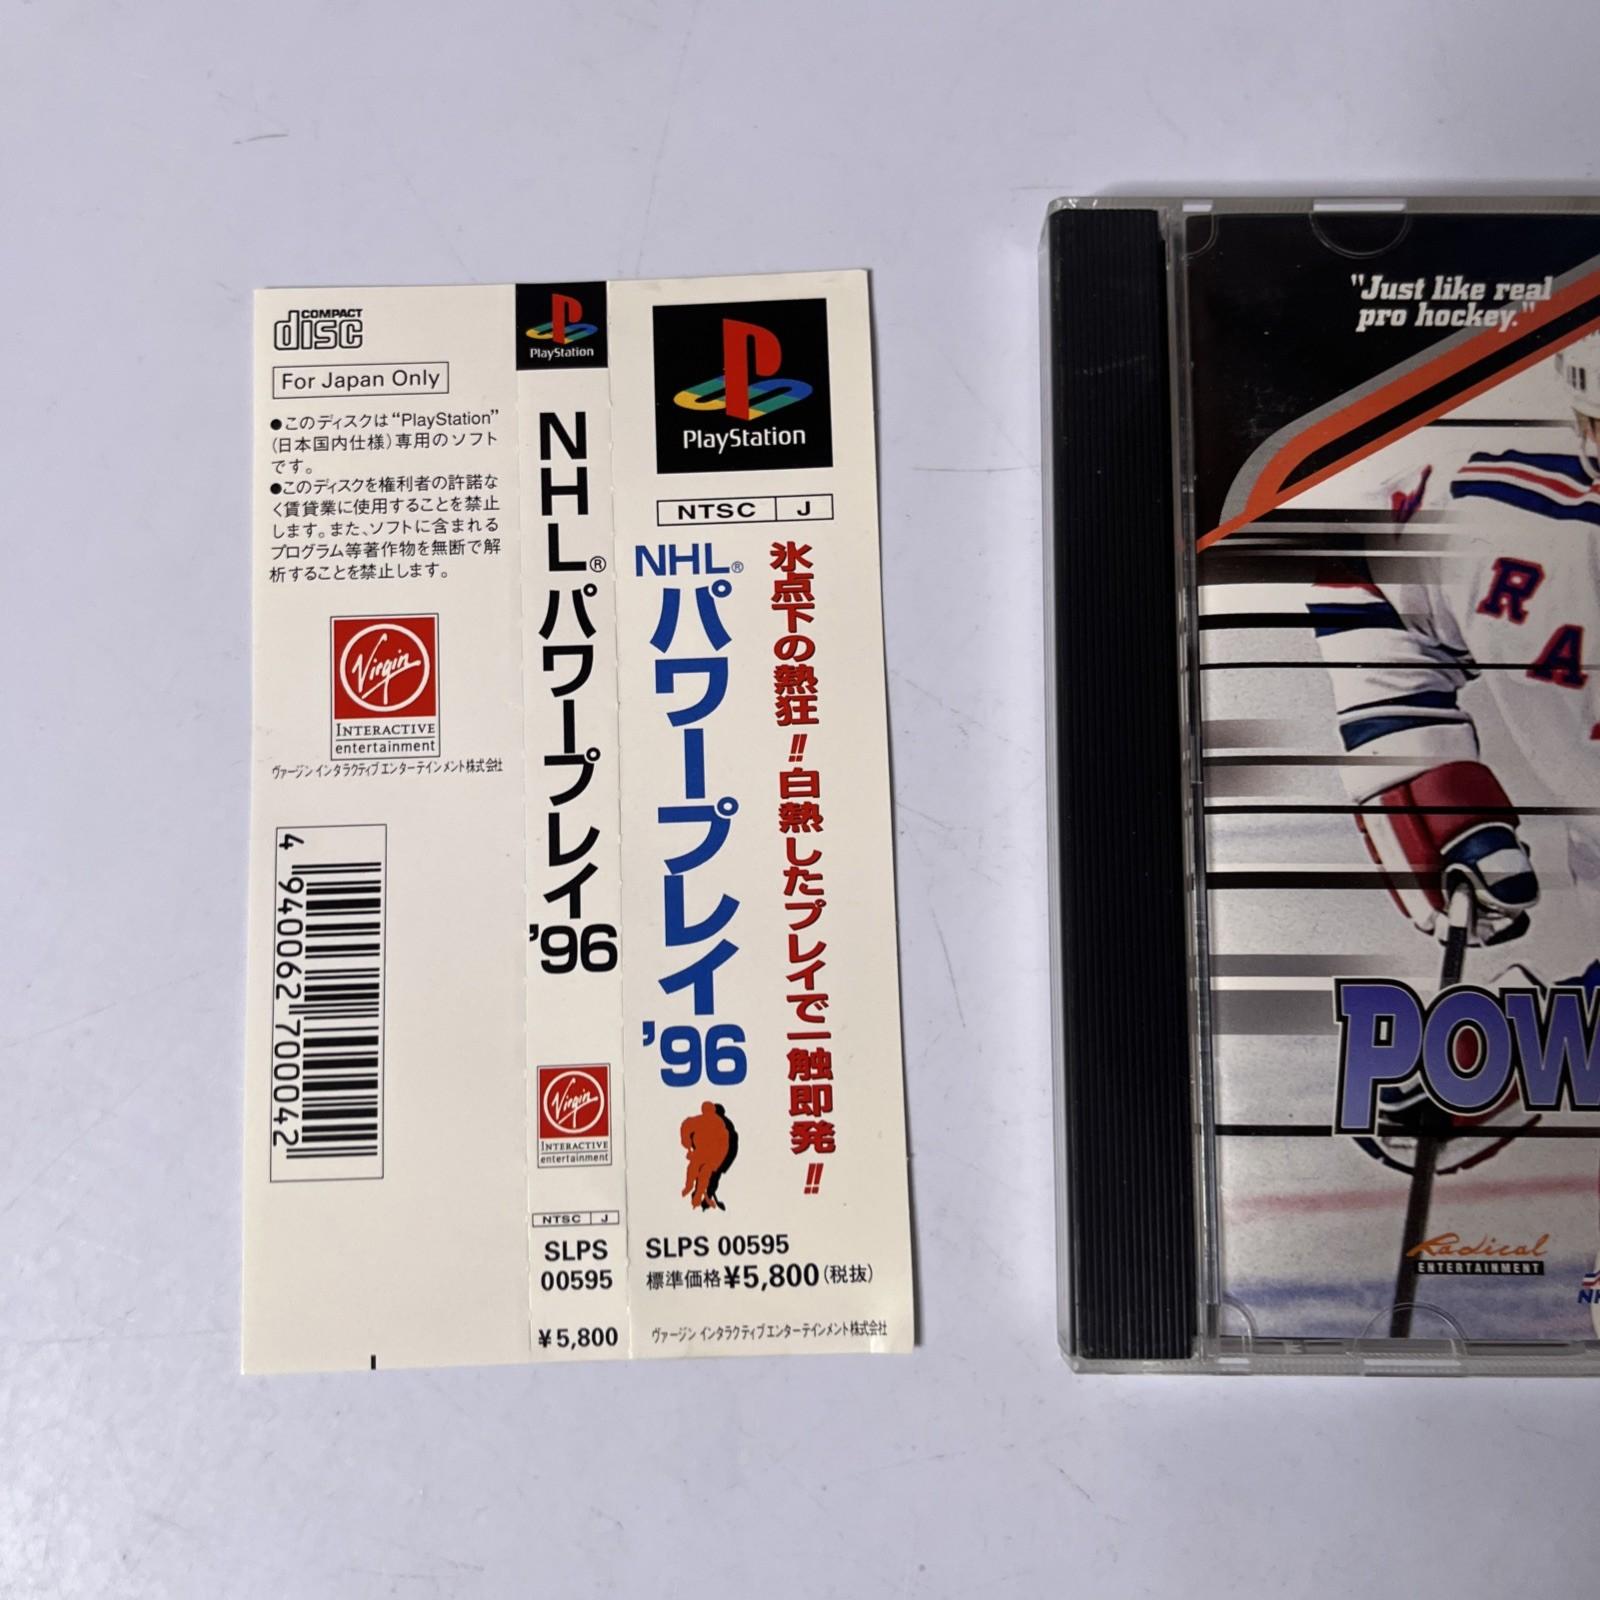 COMPACT
disc
For Japan Only
●このディスクは“PlayStation”
(日本国内仕様)専用のソフト
です。
●このディスクを権利者の許諾な
く賃貸業に使用することを禁止
します。また、ソフトに含まれる
プログラム等著作物を無断で解
析することを禁止します。
Virgin
INTERACTIVE
entertainment
ヴァージン インタラクティブ エンターテインメント株式会社
4 940062 700042
PlayStation
NHL®パワープレイ'96
Virgin
INTERACTIVE
entertainment
NTSC J
SLPS
00595
¥5,800
PlayStation
NTSC J
氷点下の熱狂!!白熱したプレイで一触即発!!
NHL®パワープレイ'96
SLPS 00595
標準価格¥5,800(税抜)
ヴァージン インタラクティブ エンターテインメント株式会社
"Just like real
pro hockey."
RA
POW
Radical
ENTERTAINMENT
NH